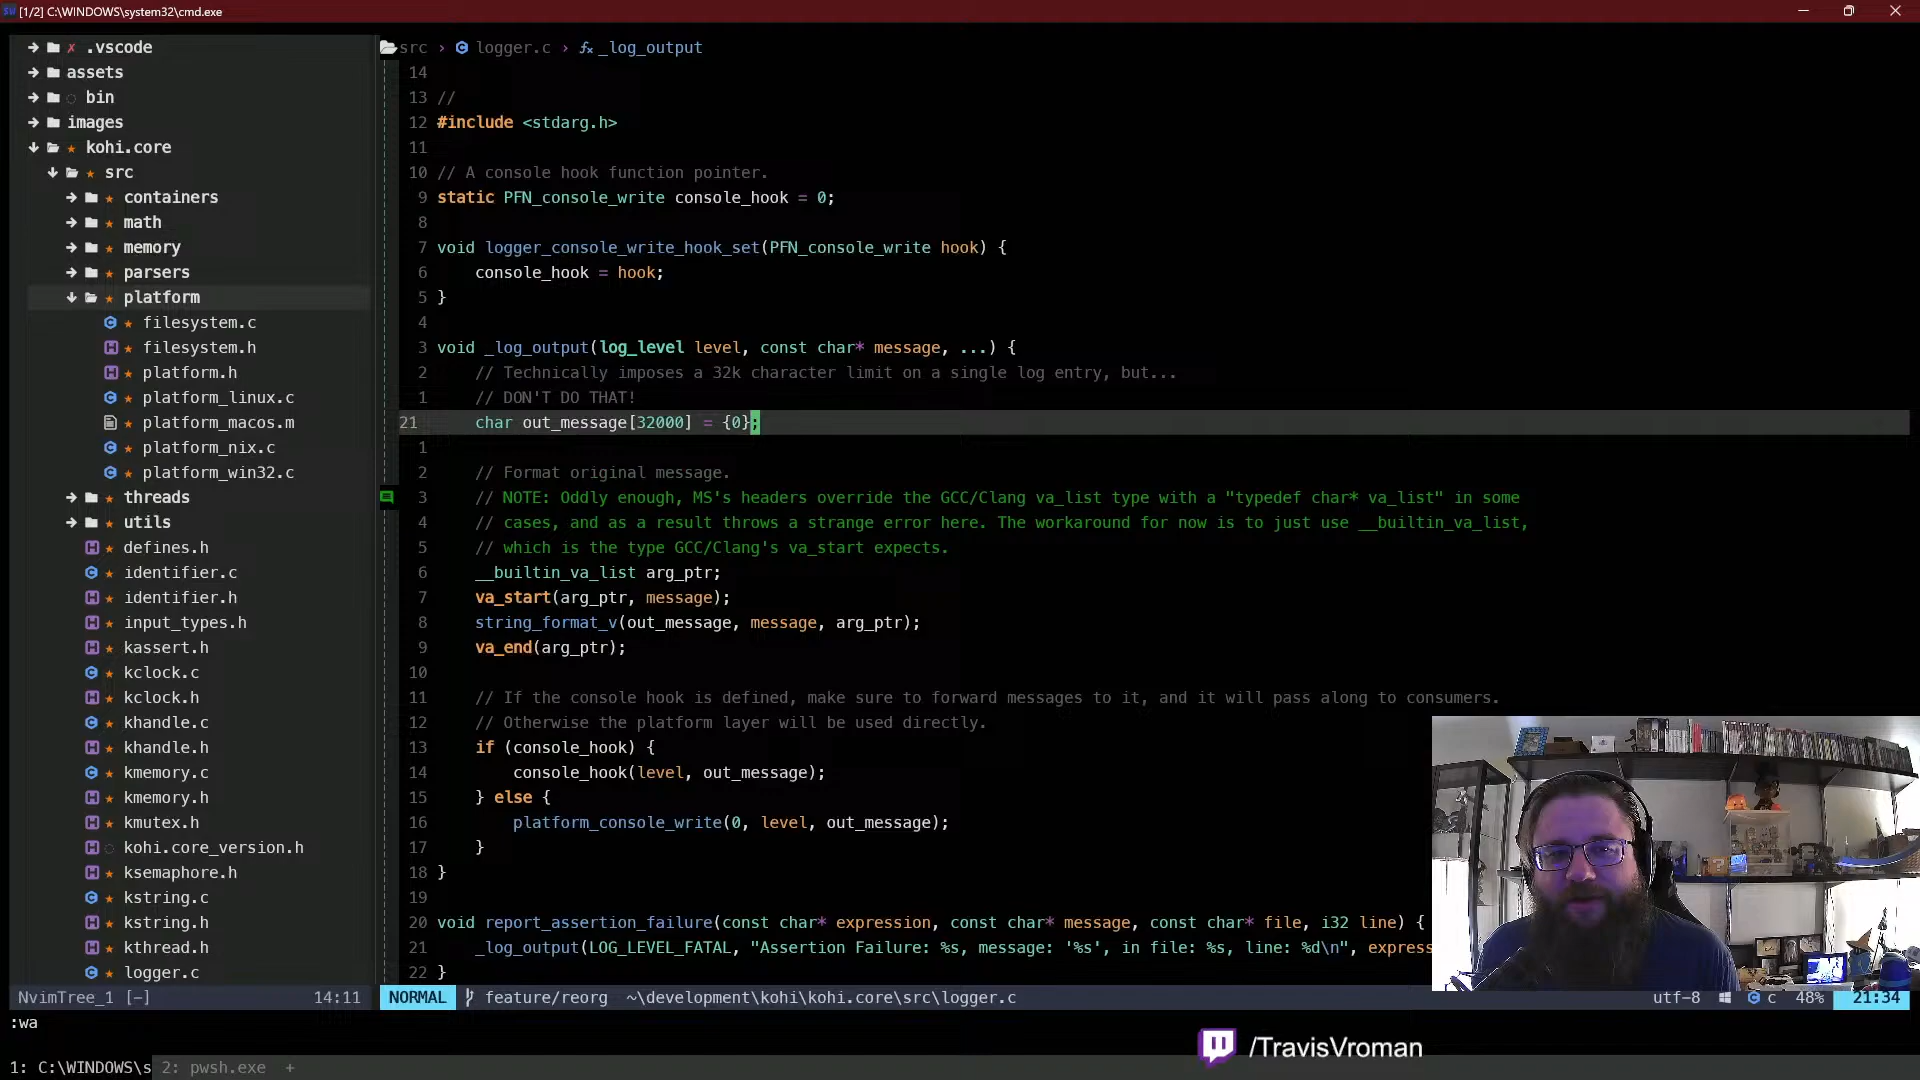 [1/2] C:\WINDOWS\system32\cmd.exe
.vscode
assets
bin
images
kohi.core
src
containers
math
memory
parsers
platform
filesystem.c
filesystem.h
platform.h
platform_linux.c
platform_macos.m
platform_nix.c
platform_win32.c
threads
utils
defines.h
identifier.c
identifier.h
input_types.h
kassert.h
kclock.c
kclock.h
khandle.c
khandle.h
kmemory.c
kmemory.h
kmutex.h
kohi.core_version.h
ksemaphore.h
kstring.c
kstring.h
kthread.h
logger.c
NvimTree_1 [-] 14:11
src › logger.c › _log_output
14
13 //
12 #include <stdarg.h>
11
10 // A console hook function pointer.
9 static PFN_console_write console_hook = 0;
8
7 void logger_console_write_hook_set(PFN_console_write hook) {
6     console_hook = hook;
5 }
4
3 void _log_output(log_level level, const char* message, ...) {
2     // Technically imposes a 32k character limit on a single log entry, but...
1     // DON'T DO THAT!
21     char out_message[32000] = {0};
1
2     // Format original message.
3     // NOTE: Oddly enough, MS's headers override the GCC/Clang va_list type with a "typedef char* va_list" in some
4     // cases, and as a result throws a strange error here. The workaround for now is to just use __builtin_va_list,
5     // which is the type GCC/Clang's va_start expects.
6     __builtin_va_list arg_ptr;
7     va_start(arg_ptr, message);
8     string_format_v(out_message, message, arg_ptr);
9     va_end(arg_ptr);
10
11     // If the console hook is defined, make sure to forward messages to it, and it will pass along to consumers.
12     // Otherwise the platform layer will be used directly.
13     if (console_hook) {
14         console_hook(level, out_message);
15     } else {
16         platform_console_write(0, level, out_message);
17     }
18 }
19
20 void report_assertion_failure(const char* expression, const char* message, const char* file, i32 line) {
21     _log_output(LOG_LEVEL_FATAL, "Assertion Failure: %s, message: '%s', in file: %s, line: %d\n", express
22 }
NORMAL feature/reorg ~\development\kohi\kohi.core\src\logger.c utf-8 c 48% 21:34
:wa
/TravisVroman
1: C:\WINDOWS\s 2: pwsh.exe +